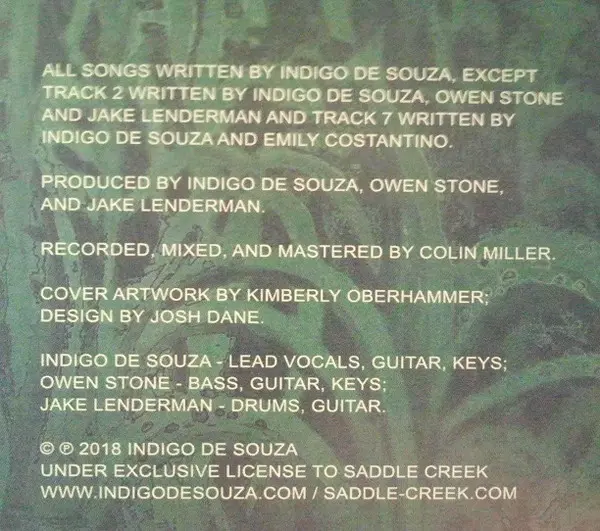 ALL SONGS WRITTEN BY INDIGO DE SOUZA, EXCEPT
TRACK 2 WRITTEN BY INDIGO DE SOUZA, OWEN STONE
AND JAKE LENDERMAN AND TRACK 7 WRITTEN BY
INDIGO DE SOUZA AND EMILY COSTANTINO.
PRODUCED BY INDIGO DE SOUZA, OWEN STONE,
AND JAKE LENDERMAN.
RECORDED, MIXED, AND MASTERED BY COLIN MILLER.
COVER ARTWORK BY KIMBERLY OBERHAMMER;
DESIGN BY JOSH DANE.
INDIGO DE SOUZA - LEAD VOCALS, GUITAR, KEYS;
OWEN STONE - BASS, GUITAR, KEYS;
JAKE LENDERMAN - DRUMS, GUITAR.
© ℗ 2018 INDIGO DE SOUZA
UNDER EXCLUSIVE LICENSE TO SADDLE CREEK
WWW.INDIGODESOUZA.COM / SADDLE-CREEK.COM